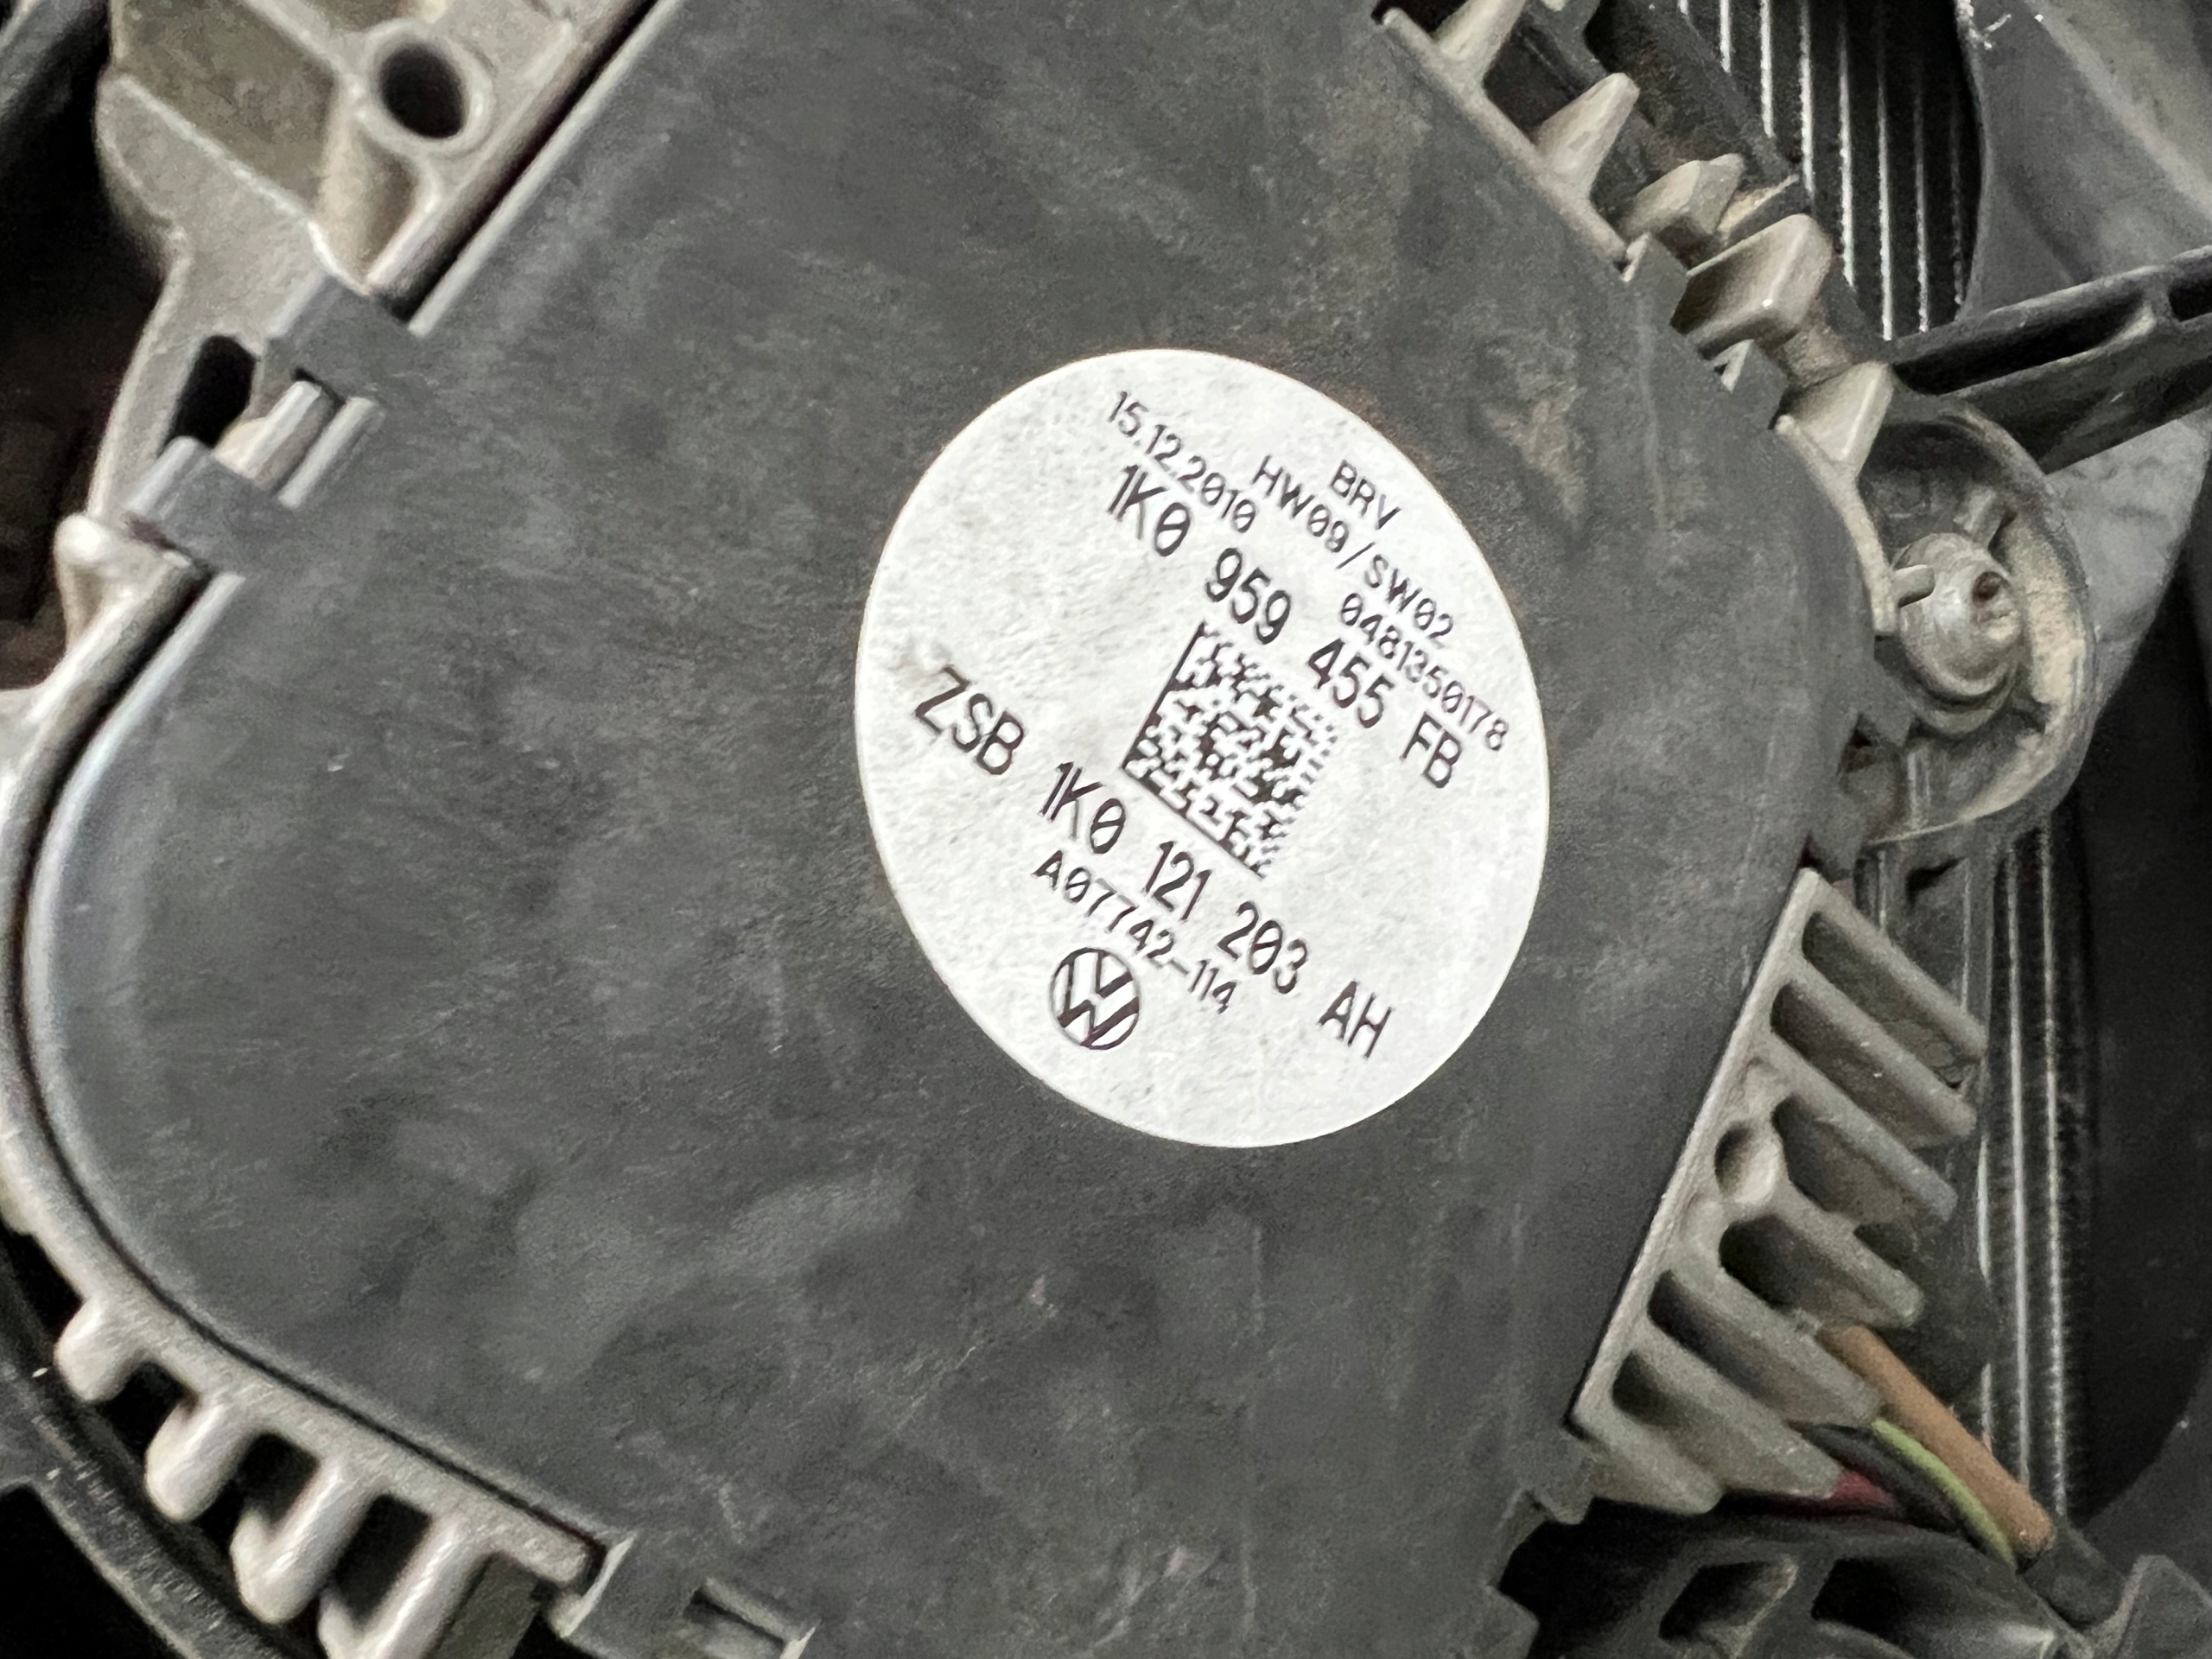 BRV
HW09/SW02
15.12.2010 0481350178
1K0 959 455 FB
ZSB 1K0 121 203 AH
A07742-114